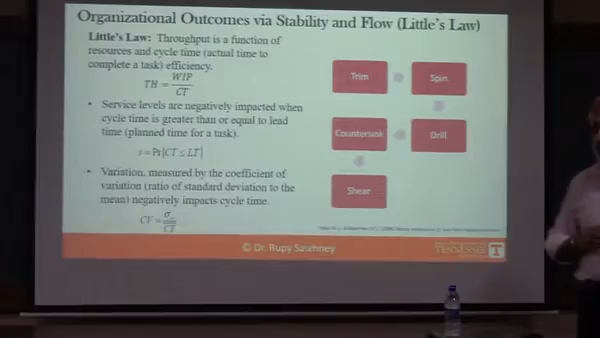 Organizational Outcomes via Stability and Flow (Little's Law)
Little's Law: Throughput is a function of
resources and cycle time (actual time to
complete a task) efficiency.
TH = WIP / CT
• Service levels are negatively impacted when
cycle time is greater than or equal to lead
time (planned time for a task).
s = Pr{CT ≤ LT}
• Variation, measured by the coefficient of
variation (ratio of standard deviation to the
mean) negatively impacts cycle time.
CV = σ / CT
Trim
Spin
Countersink
Drill
Shear
© Dr. Rupy Sawhney
TENNESSEE T